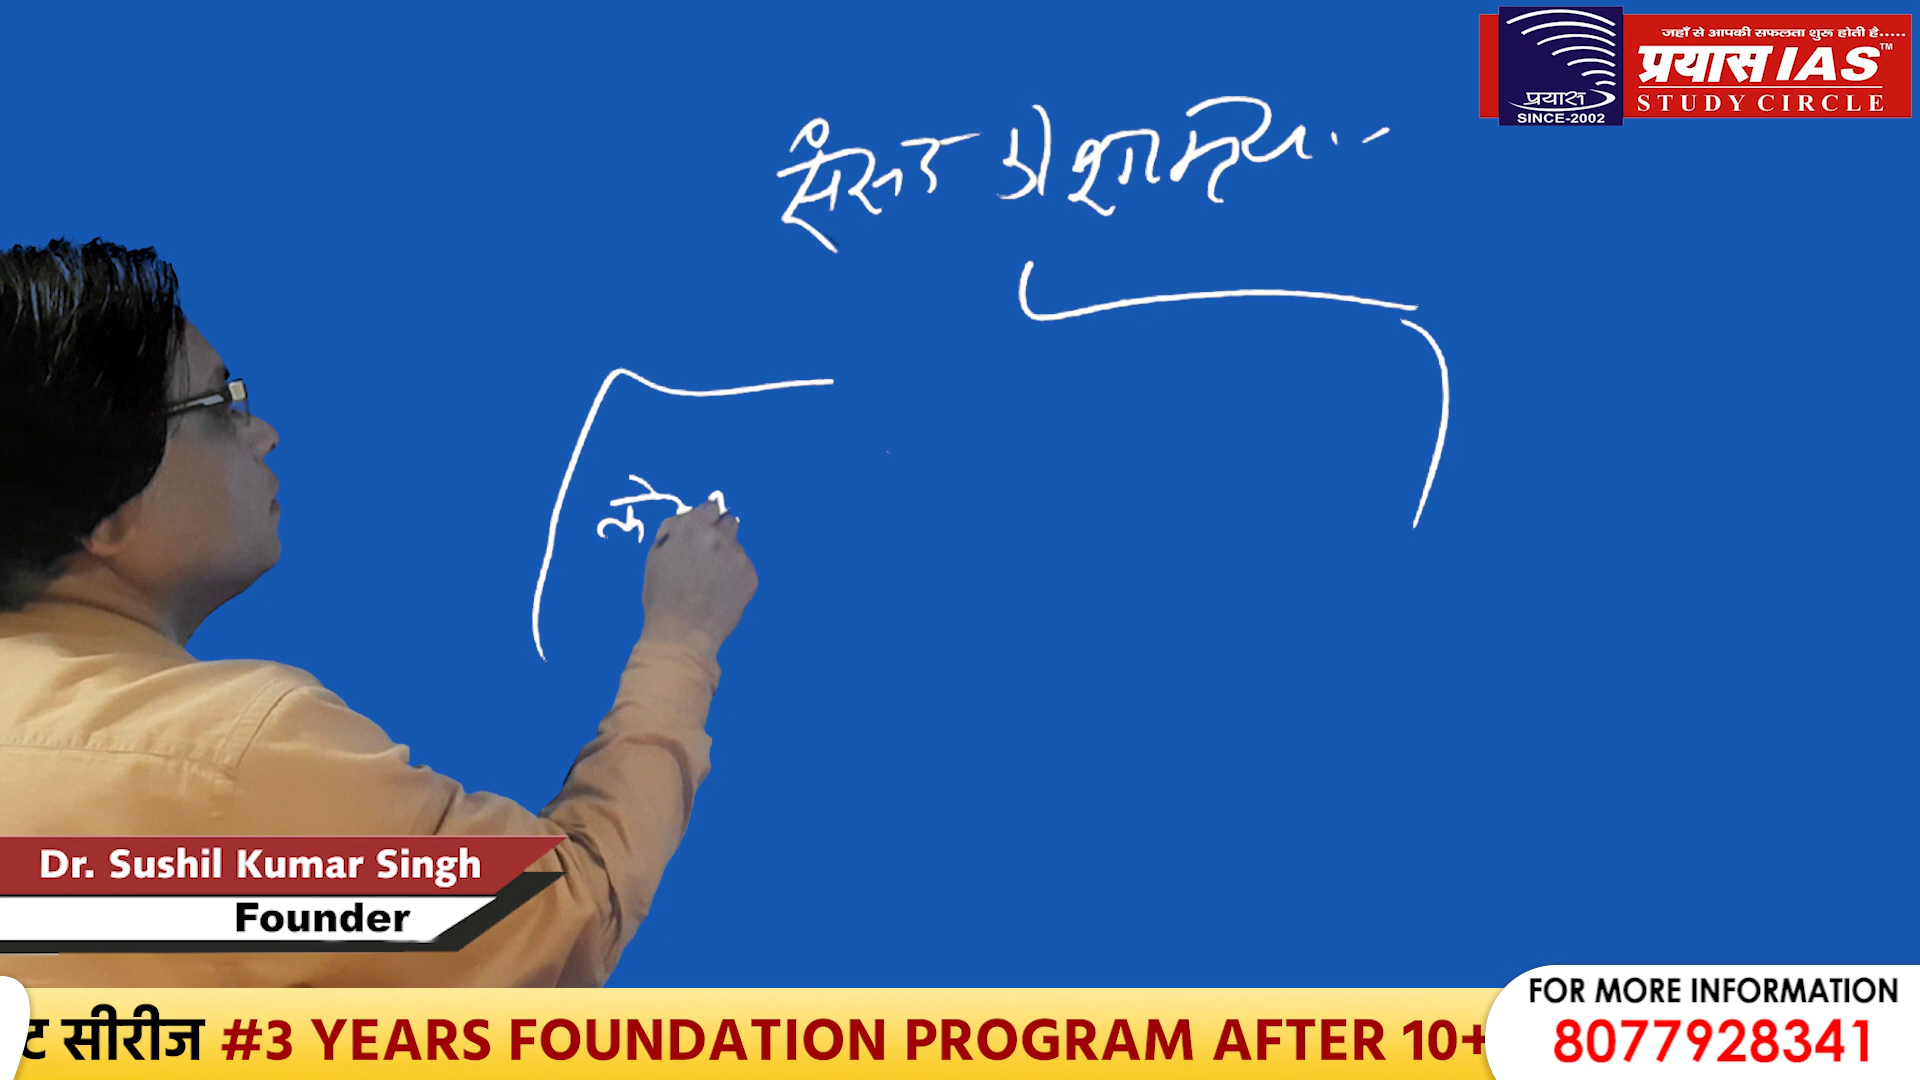 जहाँ से आपकी सफलता शुरू होती है.....
प्रयास IAS™
STUDY CIRCLE
प्रयास
SINCE-2002
Dr. Sushil Kumar Singh
Founder
ट सीरीज #3 YEARS FOUNDATION PROGRAM AFTER 10+
FOR MORE INFORMATION
8077928341